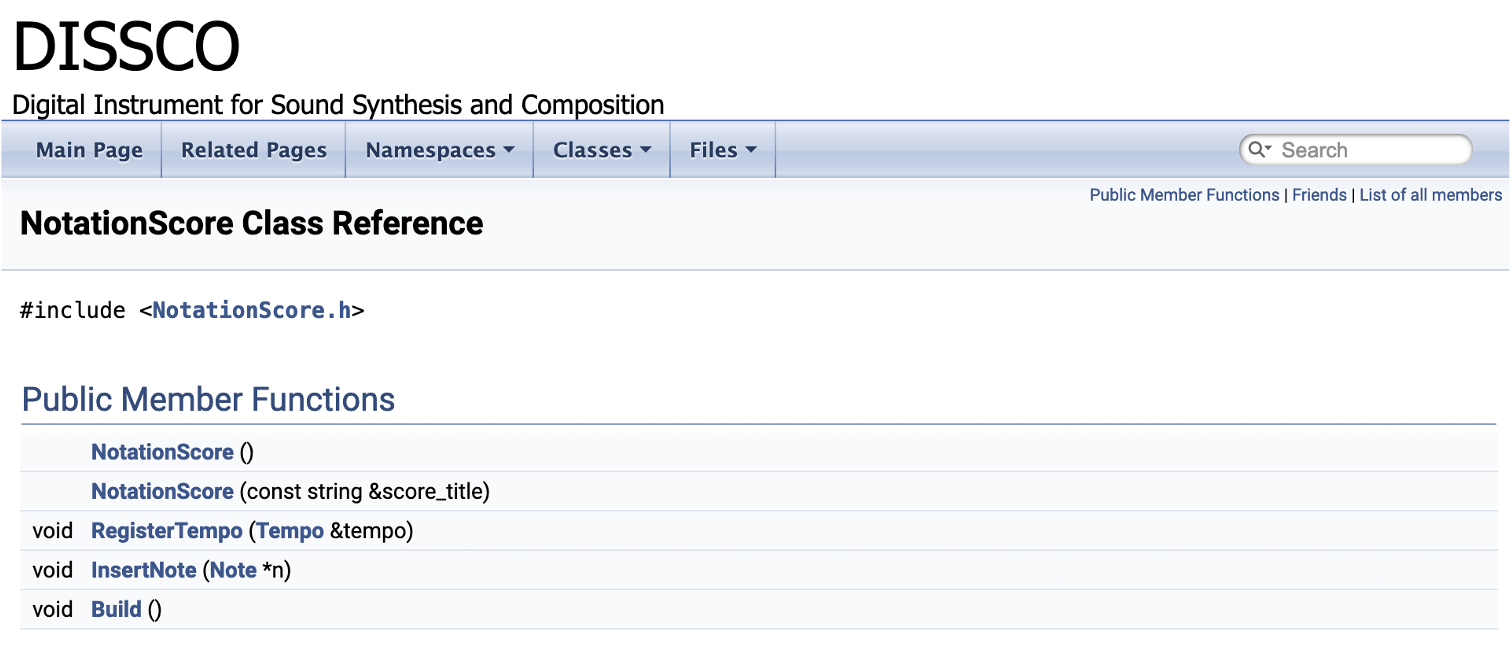 DISSCO
Digital Instrument for Sound Synthesis and Composition
Main Page Related Pages Namespaces Classes Files Search
Public Member Functions | Friends | List of all members
NotationScore Class Reference
#include <NotationScore.h>
Public Member Functions
NotationScore ()
NotationScore (const string &score_title)
void RegisterTempo (Tempo &tempo)
void InsertNote (Note *n)
void Build ()